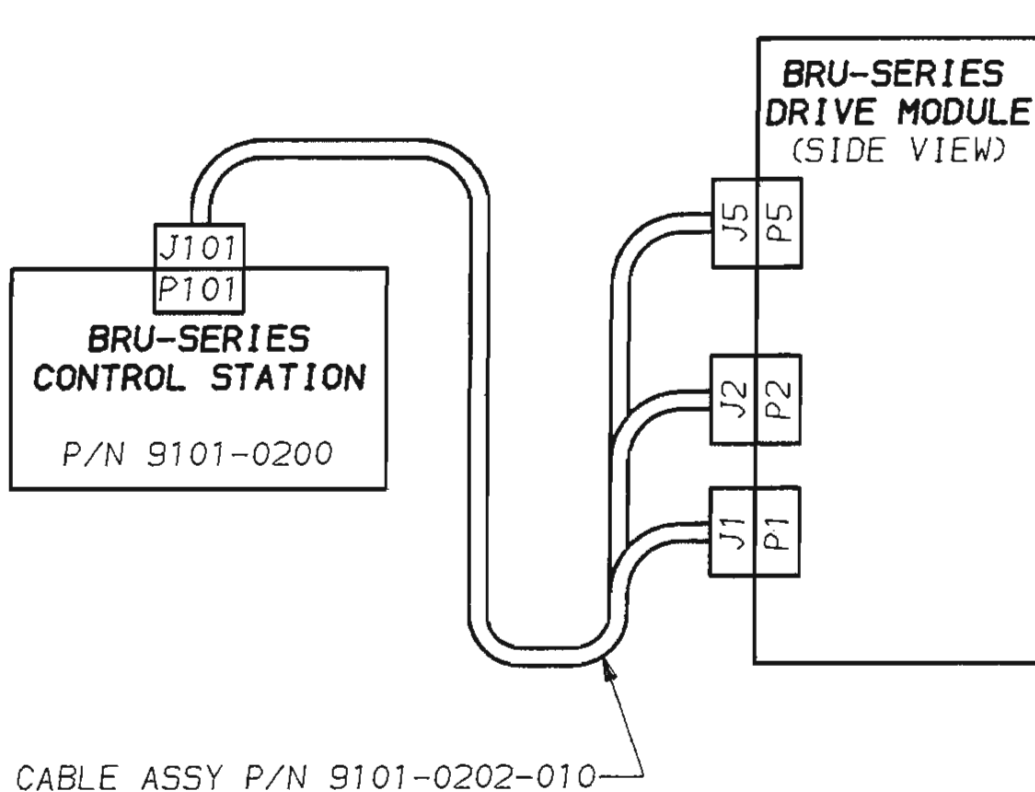 BRU-SERIES
DRIVE MODULE
(SIDE VIEW)
J5
P5
J101
P101
BRU-SERIES
CONTROL STATION
P/N 9101-0200
J2
P2
J1
P1
CABLE ASSY P/N 9101-0202-010